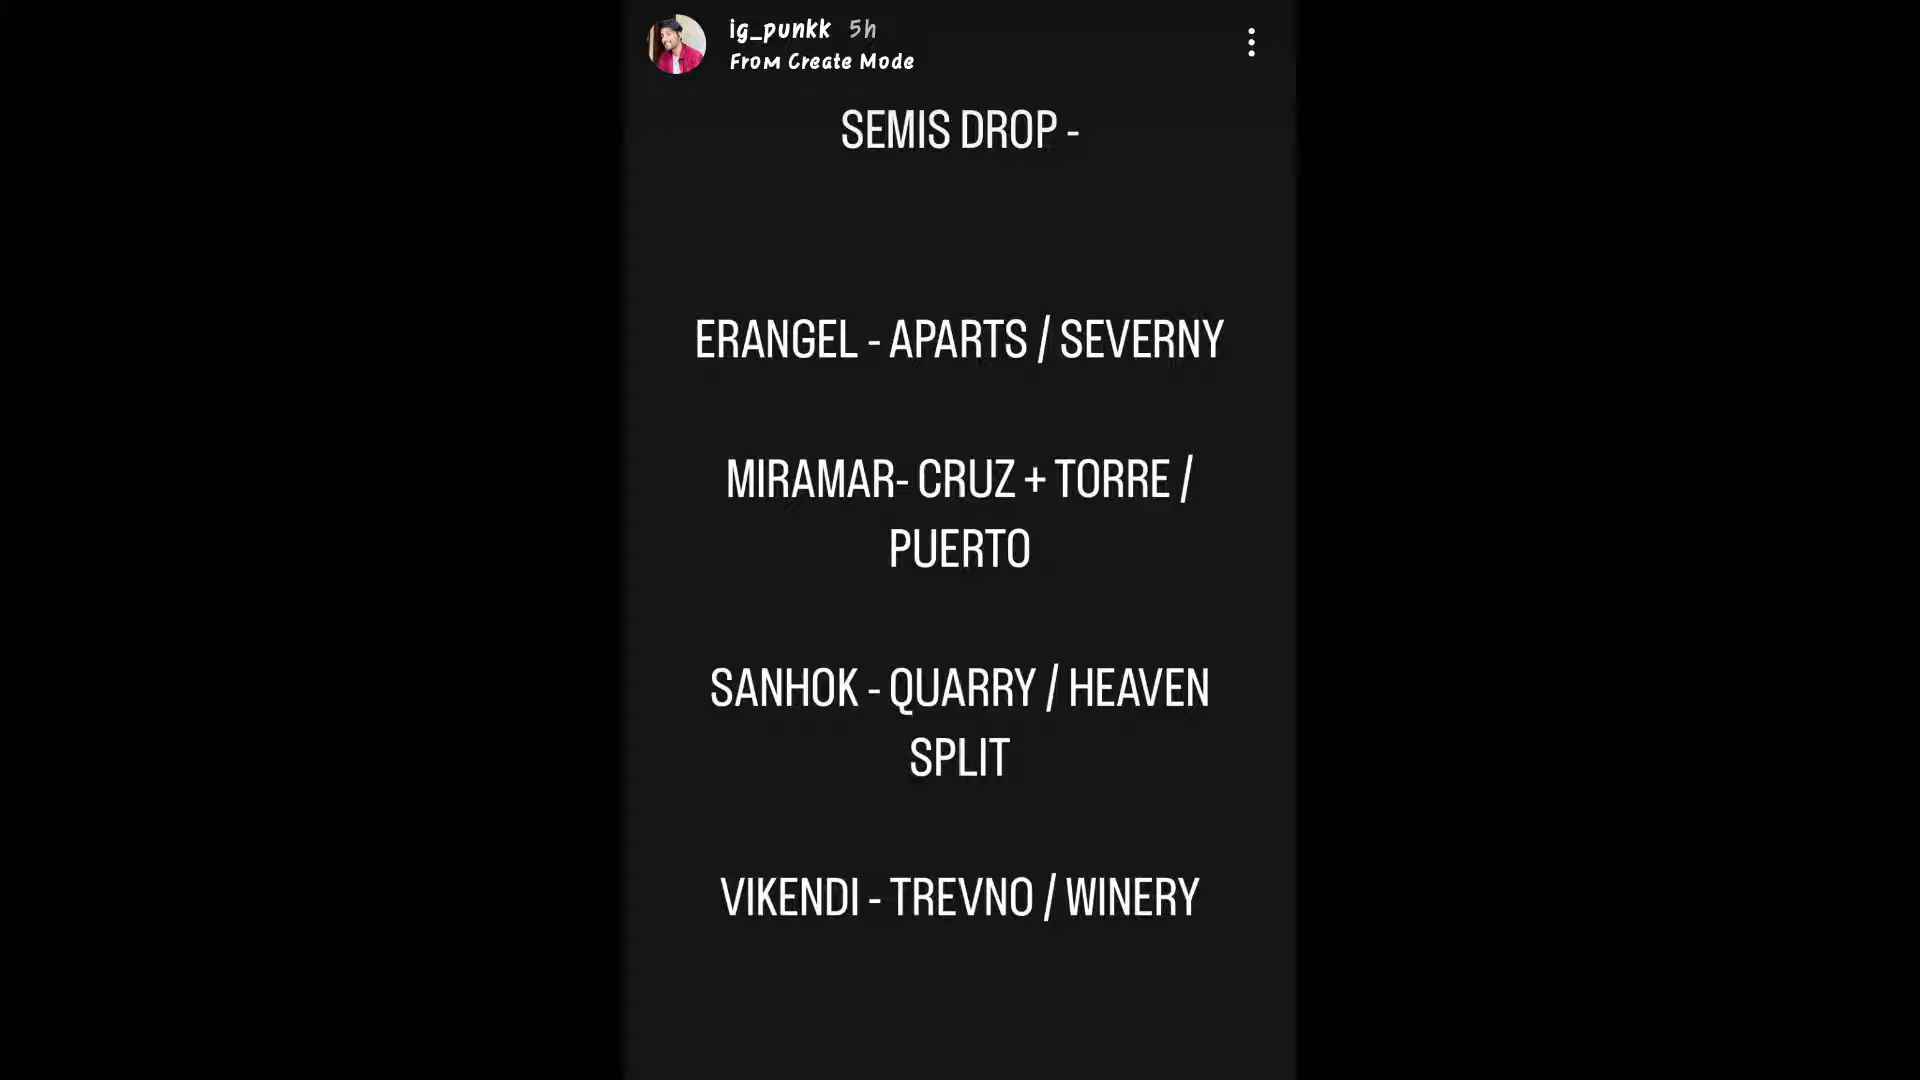 ig_punkk 5h
From Create Mode
SEMIS DROP -
ERANGEL - APARTS / SEVERNY
MIRAMAR- CRUZ + TORRE /
PUERTO
SANHOK - QUARRY / HEAVEN
SPLIT
VIKENDI - TREVNO / WINERY